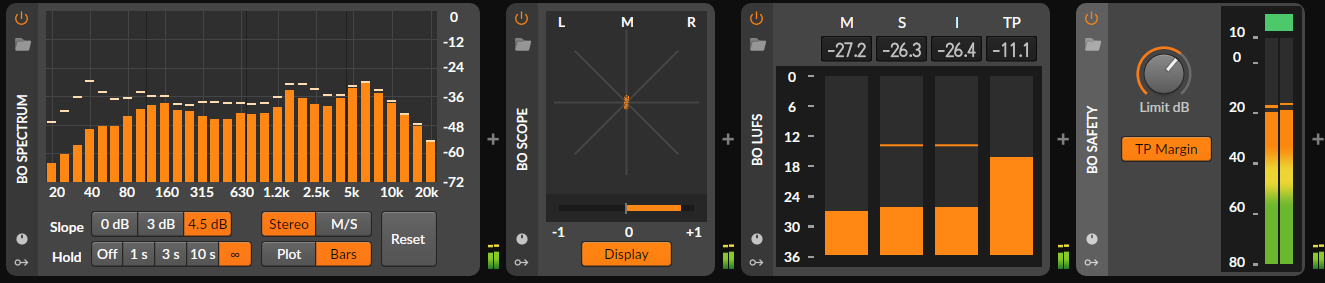 BO SPECTRUM
0
-12
-24
-36
-48
-60
-72
20 40 80 160 315 630 1.2k 2.5k 5k 10k 20k
Slope 0 dB 3 dB 4.5 dB Stereo M/S
Hold Off 1 s 3 s 10 s ∞ Plot Bars
Reset
BO SCOPE
L M R
-1 0 +1
Display
BO LUFS
M S I TP
-27.2 -26.3 -26.4 -11.1
0
6
12
18
24
30
36
BO SAFETY
Limit dB
TP Margin
10
0
20
40
60
80